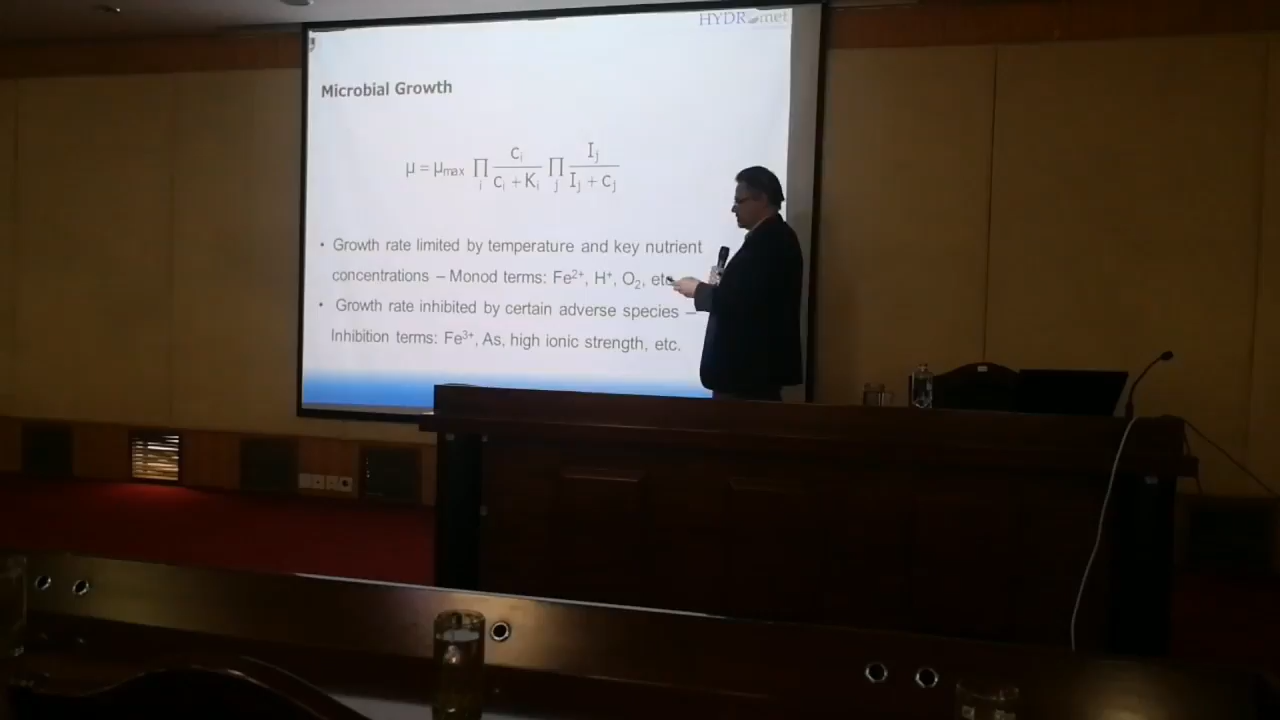 HYDROmet
Microbial Growth
μ = μmax ∏i ci / (ci + Ki) ∏j Ij / (Ij + cj)
• Growth rate limited by temperature and key nutrient
concentrations – Monod terms: Fe²⁺, H⁺, O₂, etc
• Growth rate inhibited by certain adverse species –
Inhibition terms: Fe³⁺, As, high ionic strength, etc.